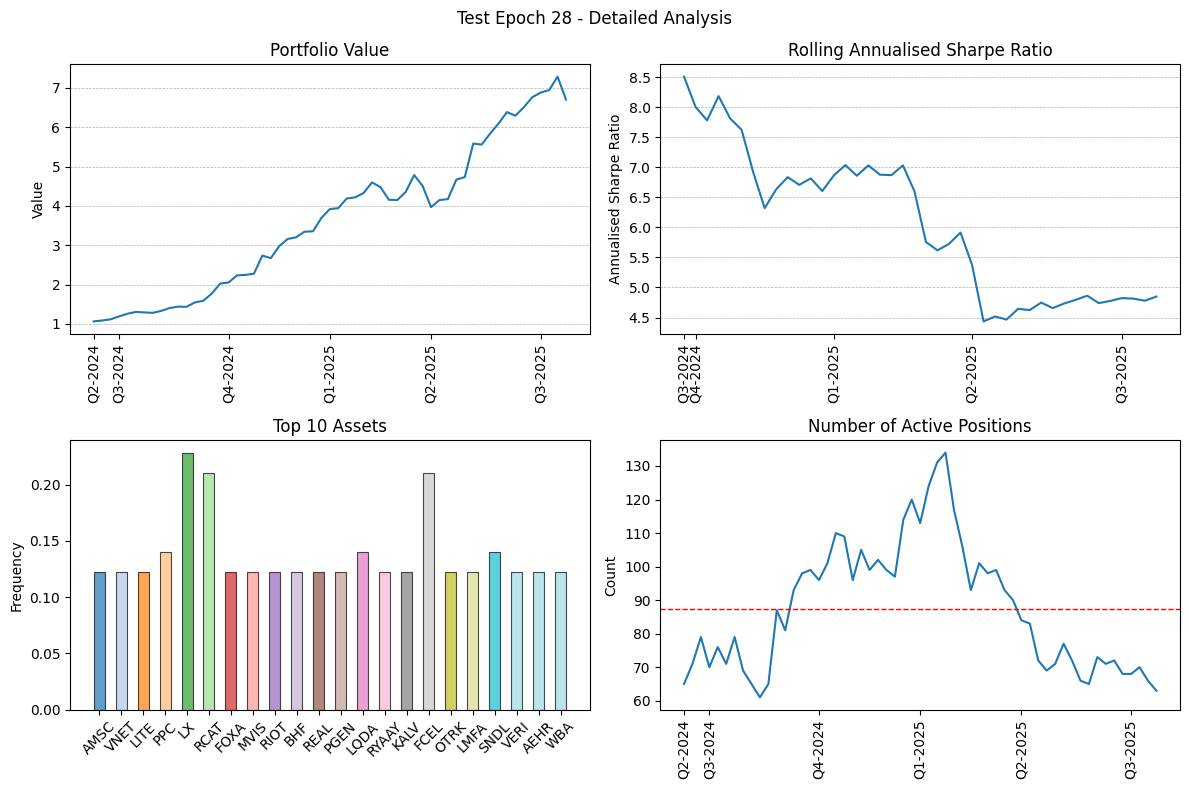 Test Epoch 28 - Detailed Analysis
Portfolio Value
Value
7
6
5
4
3
2
1
Q2-2024
Q3-2024
Q4-2024
Q1-2025
Q2-2025
Q3-2025
Rolling Annualised Sharpe Ratio
Annualised Sharpe Ratio
8.5
8.0
7.5
7.0
6.5
6.0
5.5
5.0
4.5
Q3-2024
Q4-2024
Q1-2025
Q2-2025
Q3-2025
Top 10 Assets
Frequency
0.20
0.15
0.10
0.05
0.00
AMSC
VNET
LITE
PPC
LX
RCAT
FOXA
MVIS
RIOT
BHF
REAL
PGEN
LQDA
RYAAY
KALV
FCEL
OTRK
LMFA
SNDL
VERI
AEHR
WBA
Number of Active Positions
Count
130
120
110
100
90
80
70
60
Q2-2024
Q3-2024
Q4-2024
Q1-2025
Q2-2025
Q3-2025